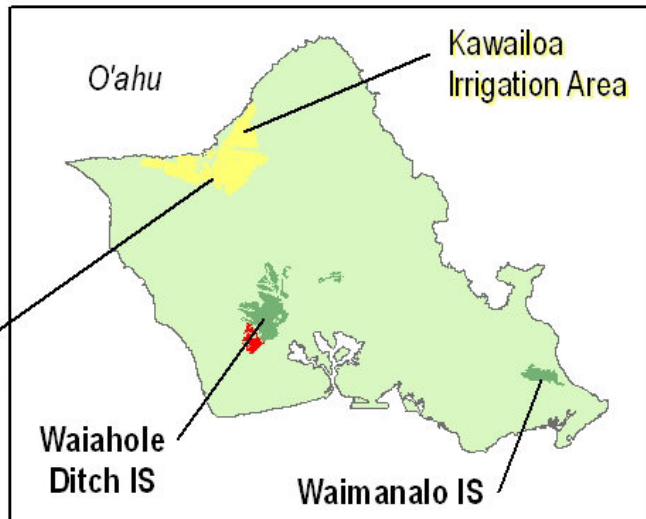 O'ahu
Kawailoa
Irrigation Area
Waiahole
Ditch IS
Waimanalo IS